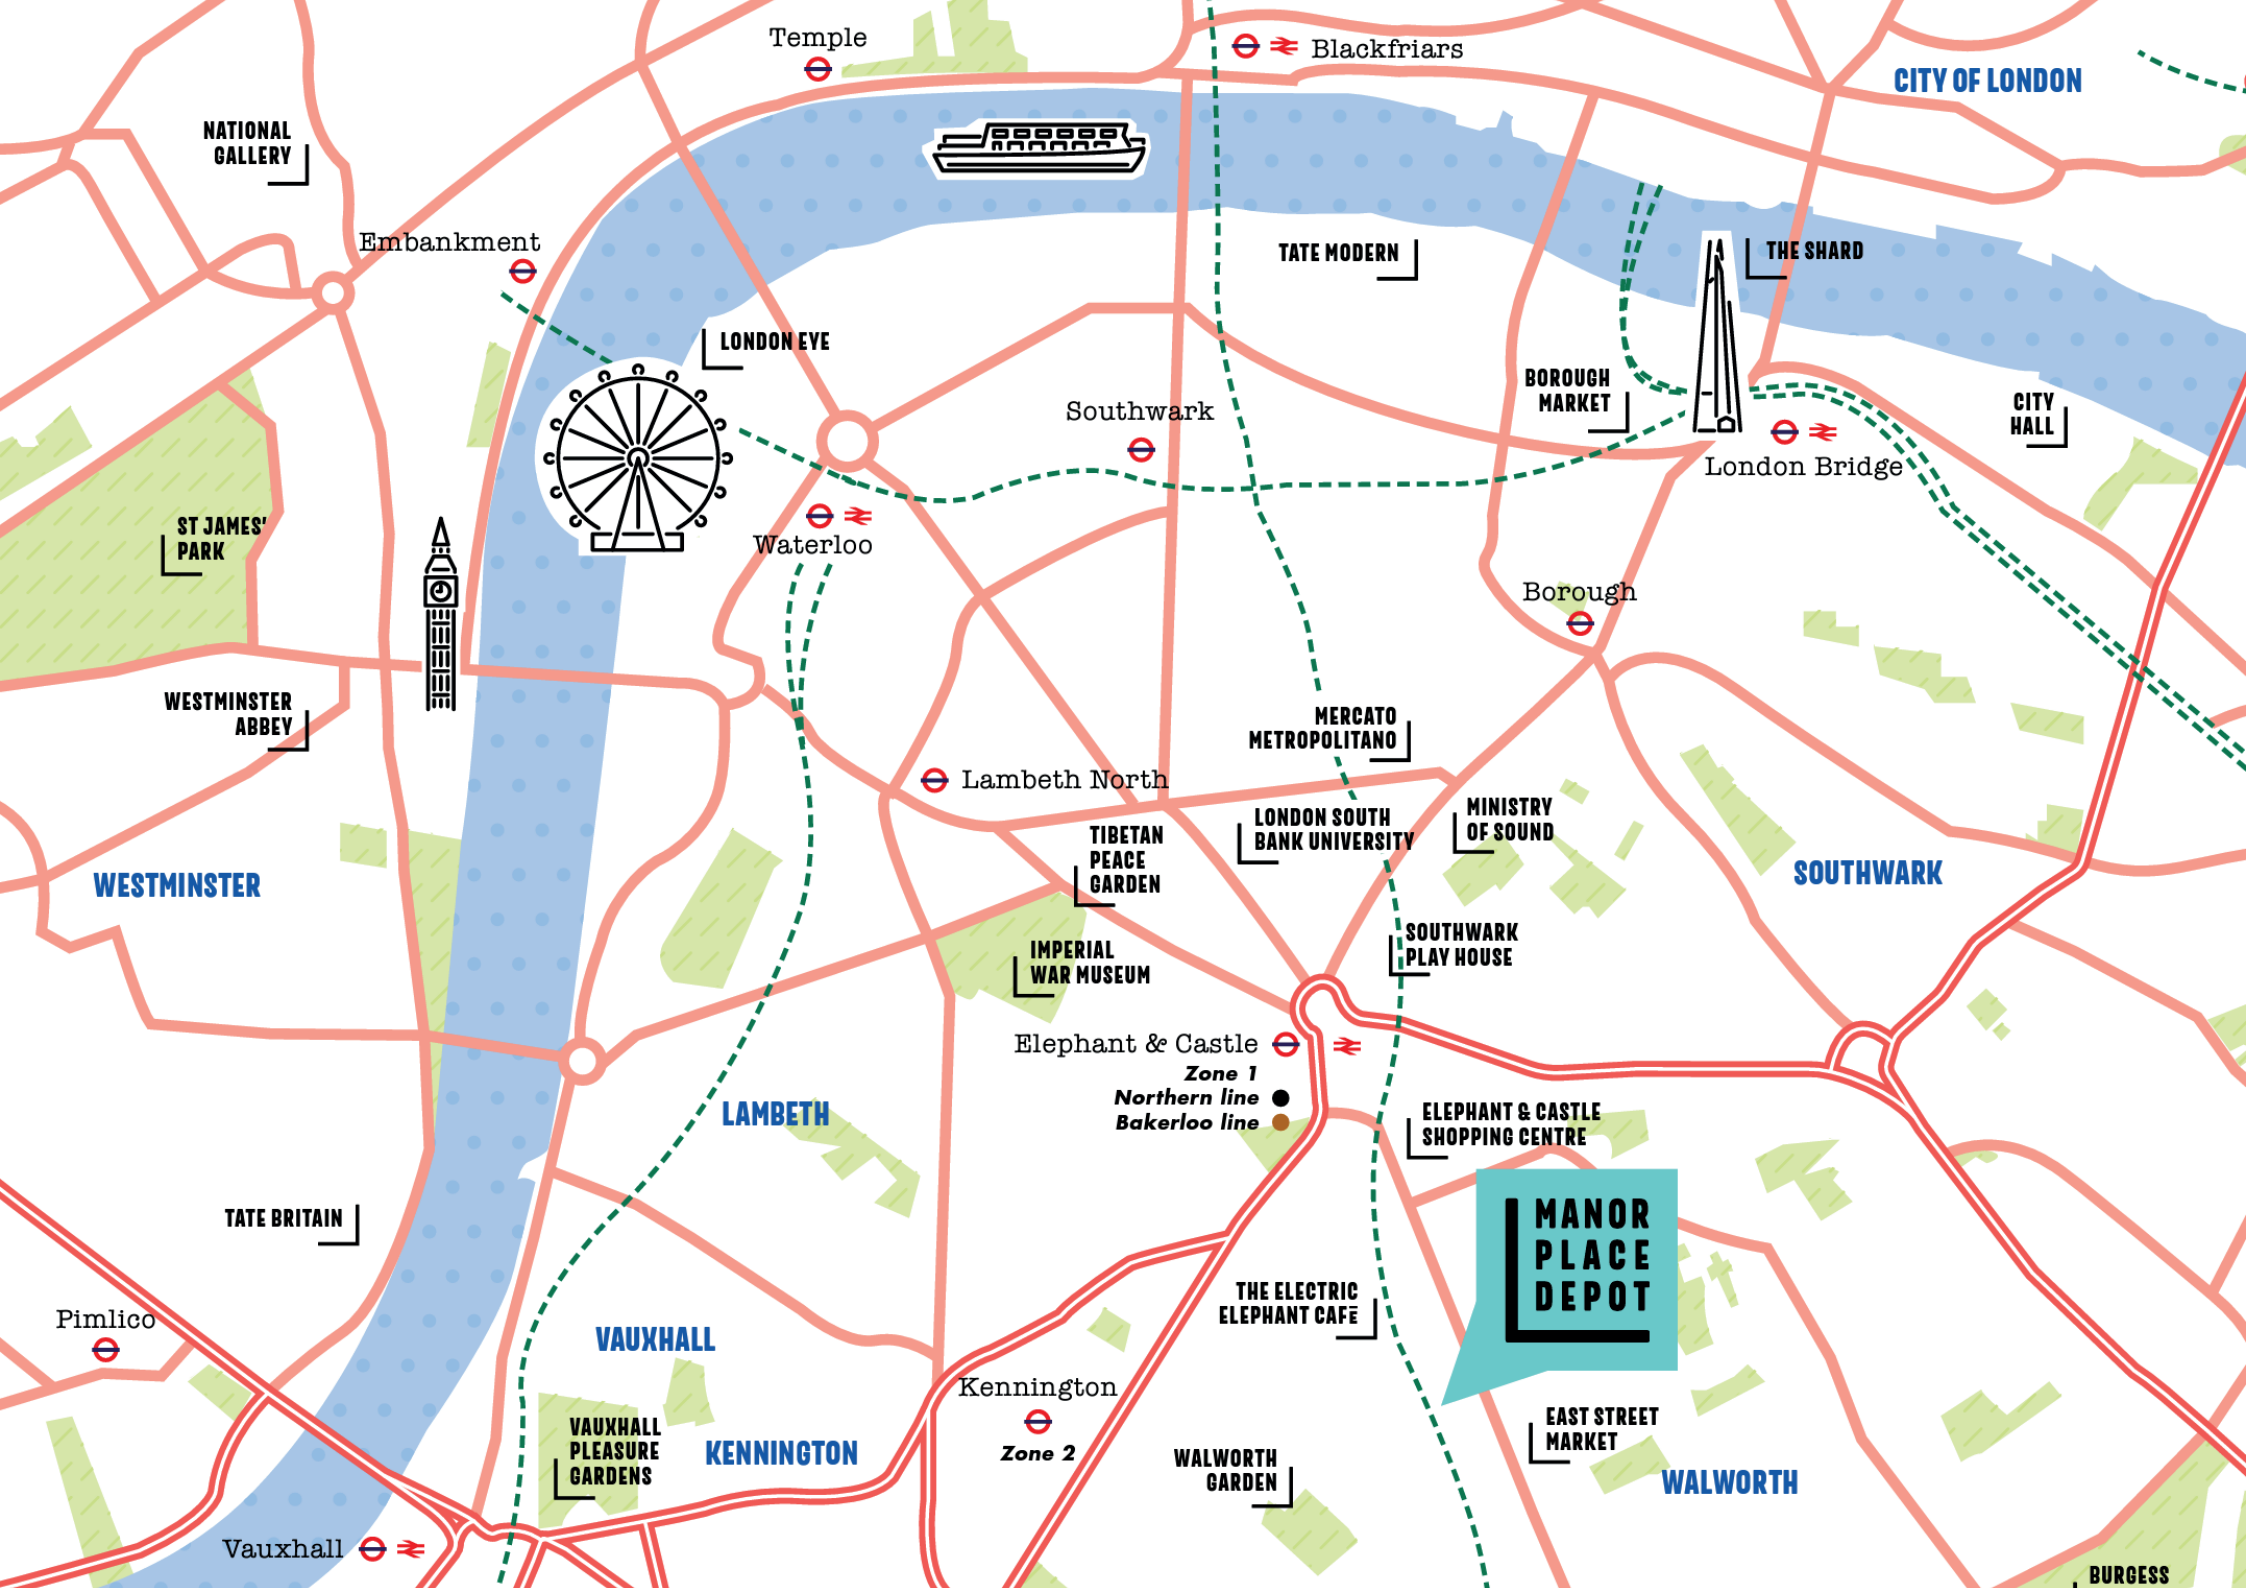 Temple
Blackfriars
CITY OF LONDON
NATIONAL
GALLERY
Embankment
TATE MODERN
THE SHARD
LONDON EYE
BOROUGH
MARKET
CITY
HALL
Southwark
London Bridge
ST JAMES'
PARK
Waterloo
Borough
WESTMINSTER
ABBEY
MERCATO
METROPOLITANO
Lambeth North
LONDON SOUTH
BANK UNIVERSITY
MINISTRY
OF SOUND
TIBETAN
PEACE
GARDEN
WESTMINSTER
SOUTHWARK
IMPERIAL
WAR MUSEUM
SOUTHWARK
PLAY HOUSE
Elephant & Castle
Zone 1
Northern line
Bakerloo line
LAMBETH
ELEPHANT & CASTLE
SHOPPING CENTRE
TATE BRITAIN
MANOR
PLACE
DEPOT
THE ELECTRIC
ELEPHANT CAFē
Pimlico
VAUXHALL
Kennington
Zone 2
VAUXHALL
PLEASURE
GARDENS
KENNINGTON
WALWORTH
GARDEN
EAST STREET
MARKET
WALWORTH
Vauxhall
BURGESS